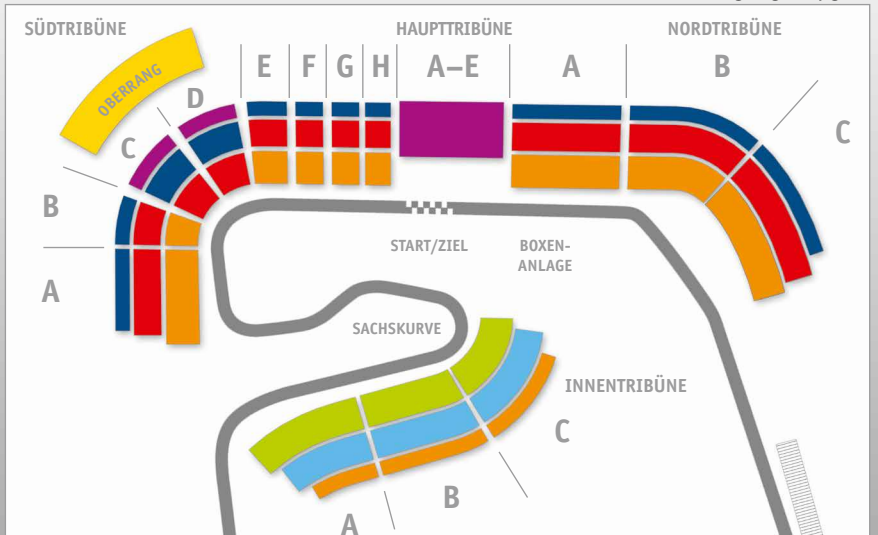 SÜDTRIBÜNE
HAUPTTRIBÜNE
NORDTRIBÜNE
E
F
G
H
A–E
A
B
OBERRANG
D
C
C
B
A
START/ZIEL
BOXEN-
ANLAGE
SACHSKURVE
INNENTRIBÜNE
C
B
A